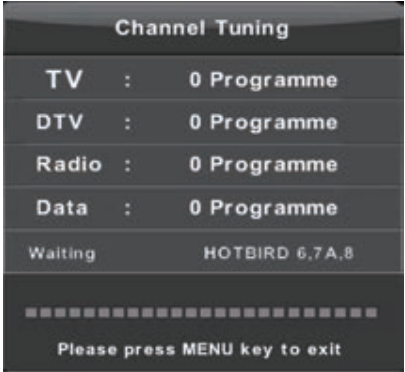 Channel Tuning
TV : 0 Programme
DTV : 0 Programme
Radio : 0 Programme
Data : 0 Programme
Waiting HOTBIRD 6,7A,8
Please press MENU key to exit